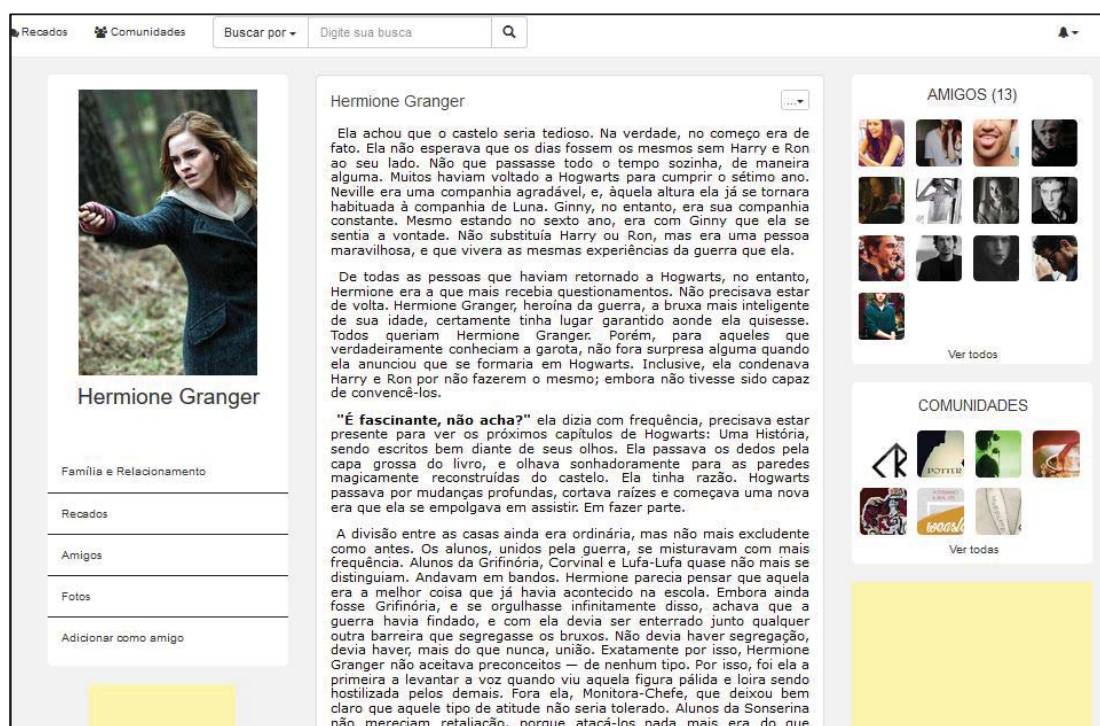 Recados
Comunidades
Buscar por
Digite sua busca
Hermione Granger
Família e Relacionamento
Recados
Amigos
Fotos
Adicionar como amigo
Hermione Granger
...
Ela achou que o castelo seria tedioso. Na verdade, no começo era de
fato. Ela não esperava que os dias fossem os mesmos sem Harry e Ron
ao seu lado. Não que passasse todo o tempo sozinha, de maneira
alguma. Muitos haviam voltado a Hogwarts para cumprir o sétimo ano.
Neville era uma companhia agradável, e, àquela altura ela já se tornara
habituada à companhia de Luna. Ginny, no entanto, era sua companhia
constante. Mesmo estando no sexto ano, era com Ginny que ela se
sentia a vontade. Não substituía Harry ou Ron, mas era uma pessoa
maravilhosa, e que vivera as mesmas experiências da guerra que ela.
De todas as pessoas que haviam retornado a Hogwarts, no entanto,
Hermione era a que mais recebia questionamentos. Não precisava estar
de volta. Hermione Granger, heroína da guerra, a bruxa mais inteligente
de sua idade, certamente tinha lugar garantido aonde ela quisesse.
Todos queriam Hermione Granger. Porém, para aqueles que
verdadeiramente conheciam a garota, não fora surpresa alguma quando
ela anunciou que se formaria em Hogwarts. Inclusive, ela condenava
Harry e Ron por não fazerem o mesmo; embora não tivesse sido capaz
de convencê-los.
"É fascinante, não acha?" ela dizia com frequência, precisava estar
presente para ver os próximos capítulos de Hogwarts: Uma História,
sendo escritos bem diante de seus olhos. Ela passava os dedos pela
capa grossa do livro, e olhava sonhadoramente para as paredes
magicamente reconstruídas do castelo. Ela tinha razão. Hogwarts
passava por mudanças profundas, cortava raízes e começava uma nova
era que ela se empolgava em assistir. Em fazer parte.
A divisão entre as casas ainda era ordinária, mas não mais excludente
como antes. Os alunos, unidos pela guerra, se misturavam com mais
frequência. Alunos da Grifinória, Corvinal e Lufa-Lufa quase não mais se
distinguiam. Andavam em bandos. Hermione parecia pensar que aquela
era a melhor coisa que já havia acontecido na escola. Embora ainda
fosse Grifinória, e se orgulhasse infinitamente disso, achava que a
guerra havia findado, e com ela devia ser enterrado junto qualquer
outra barreira que segregasse os bruxos. Não devia haver segregação,
devia haver, mais do que nunca, união. Exatamente por isso, Hermione
Granger não aceitava preconceitos — de nenhum tipo. Por isso, foi ela a
primeira a levantar a voz quando viu aquela figura pálida e loira sendo
hostilizada pelos demais. Fora ela, Monitora-Chefe, que deixou bem
claro que aquele tipo de atitude não seria tolerado. Alunos da Sonserina
não mereciam retaliação, porque atacá-los nada mais era do que
AMIGOS (13)
Ver todos
COMUNIDADES
POTTER
Ver todas